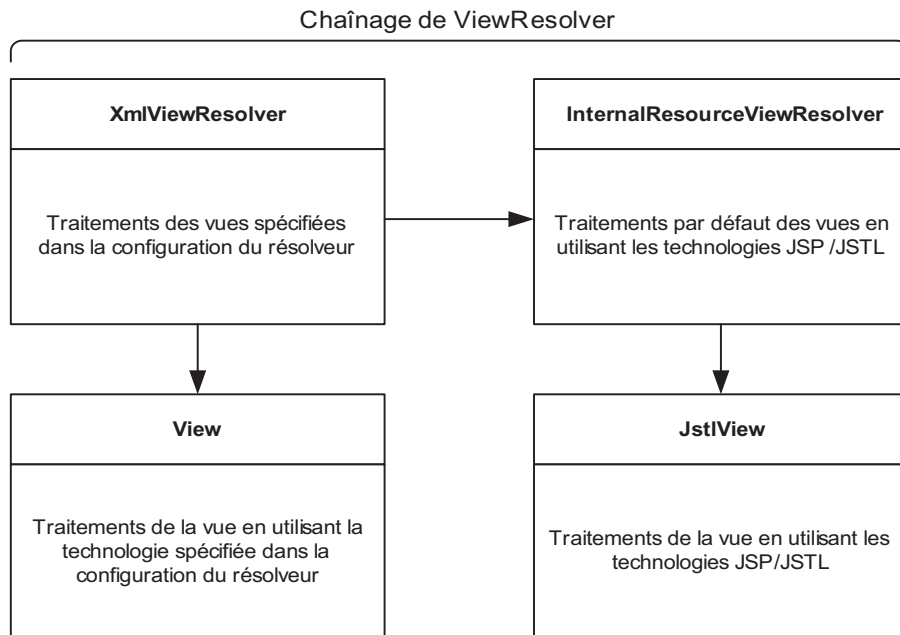 Chaînage de ViewResolver
XmlViewResolver
Traitements des vues spécifiées
dans la configuration du résolveur
InternalResourceViewResolver
Traitements par défaut des vues en
utilisant les technologies JSP /JSTL
View
Traitements de la vue en utilisant la
technologie spécifiée dans la
configuration du résolveur
JstlView
Traitements de la vue en utilisant les
technologies JSP/JSTL